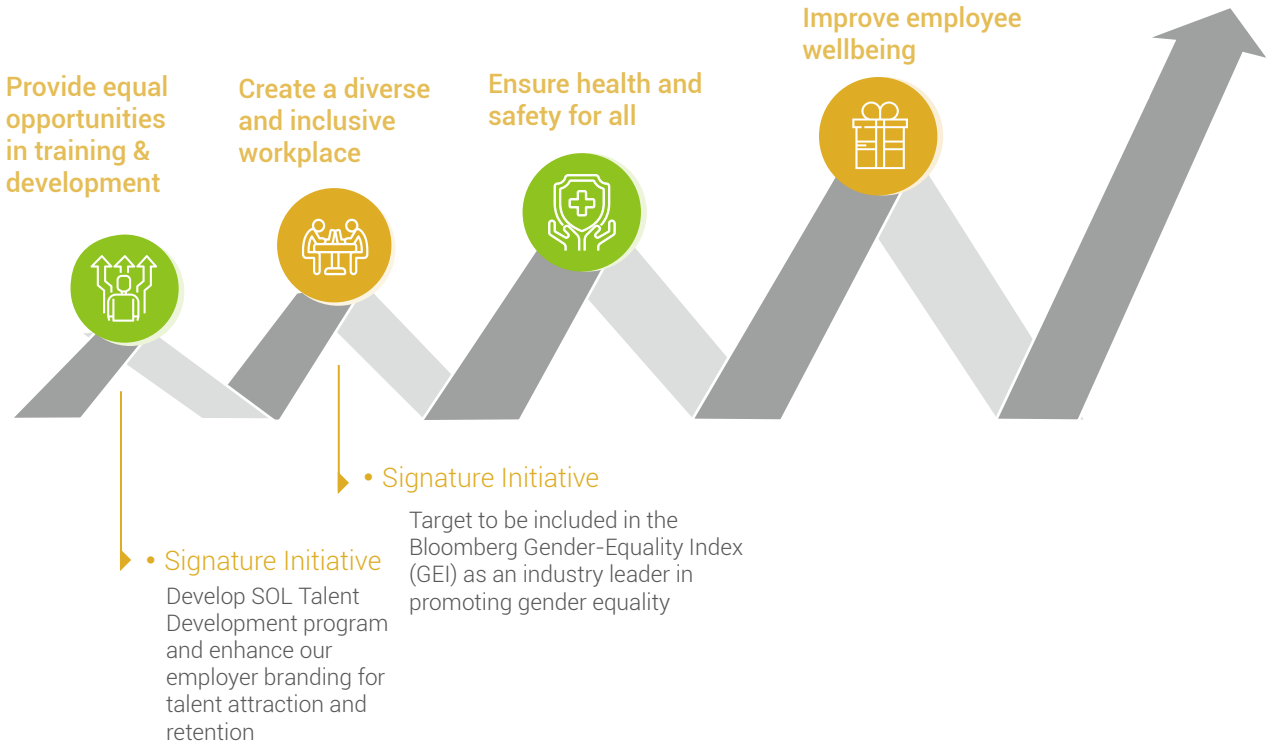 Provide equal
opportunities
in training &
development
Create a diverse
and inclusive
workplace
Ensure health and
safety for all
Improve employee
wellbeing
• Signature Initiative
Target to be included in the
Bloomberg Gender-Equality Index
(GEI) as an industry leader in
promoting gender equality
• Signature Initiative
Develop SOL Talent
Development program
and enhance our
employer branding for
talent attraction and
retention